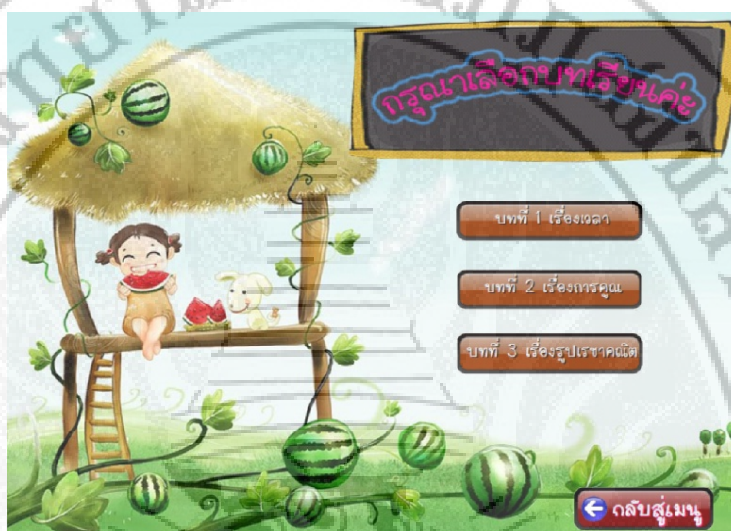 กรุณาเลือกบทเรียนค่ะ
บทที่ 1 เรื่องเวลา
บทที่ 2 เรื่องการคูณ
บทที่ 3 เรื่องรูปเรขาคณิต
กลับสู่เมนู